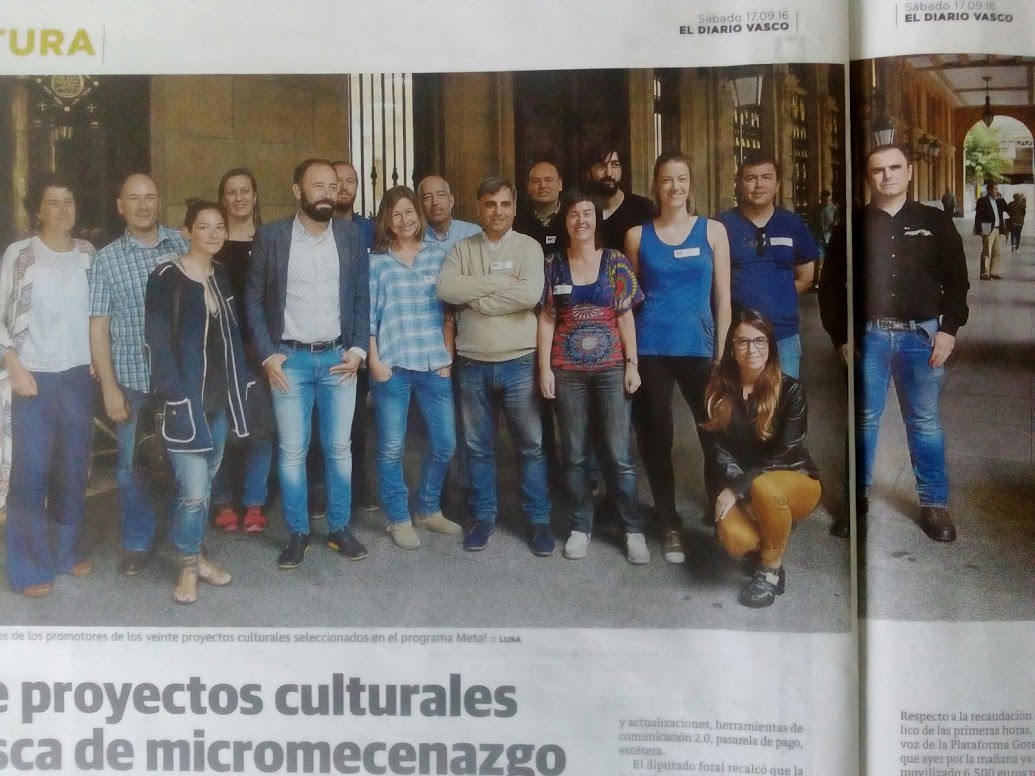 TURA
Sábado 17.09.16
EL DIARIO VASCO
Sábado 17.09.16
EL DIARIO VASCO
os de los promotores de los veinte proyectos culturales seleccionados en el programa Meta! :: LUSA
e proyectos culturales
sca de micromecenazgo
y actualizaciones, herramientas de
comunicación 2.0, pasarela de pago,
etcétera.
El diputado foral recalcó que la
Respecto a la recaudación
lico de las primeras horas,
voz de la Plataforma Gote
que ayer por la mañana y
movilizado 6.500 euros